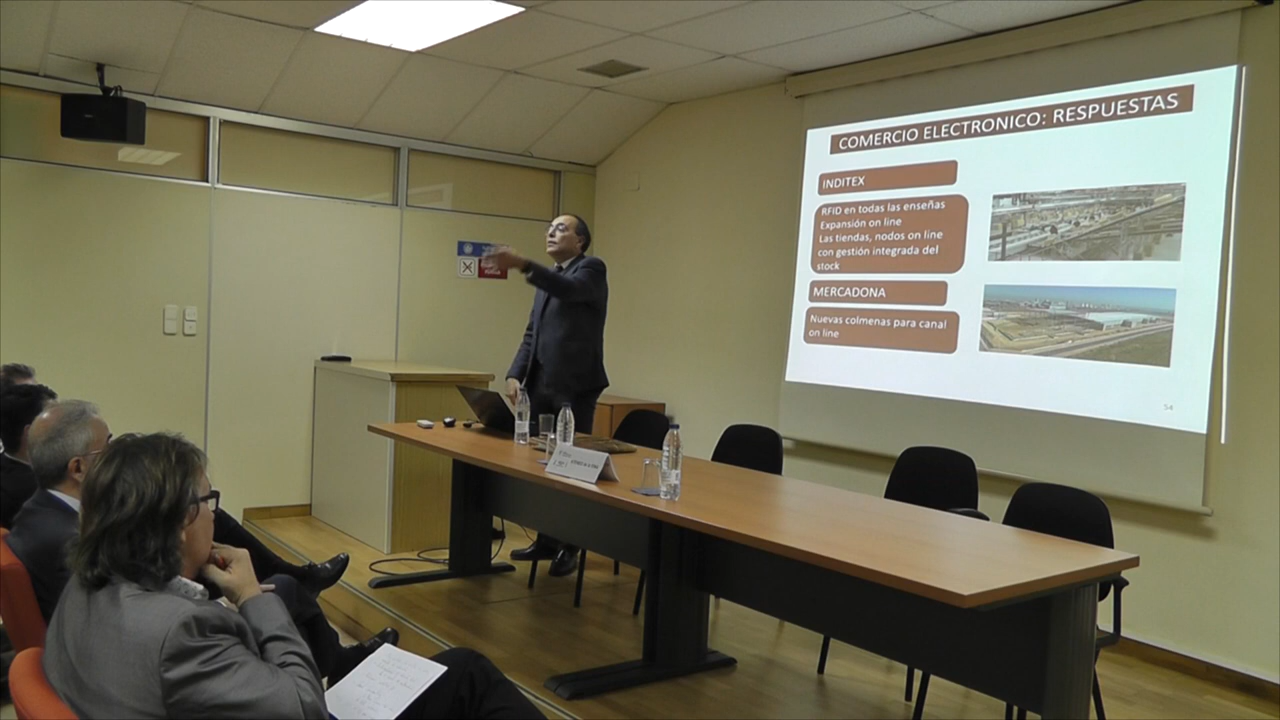 COMERCIO ELECTRONICO: RESPUESTAS
INDITEX
RFID en todas las enseñas
Expansión on line
Las tiendas, nodos on line
con gestión integrada del
stock
MERCADONA
Nuevas colmenas para canal
on line
54